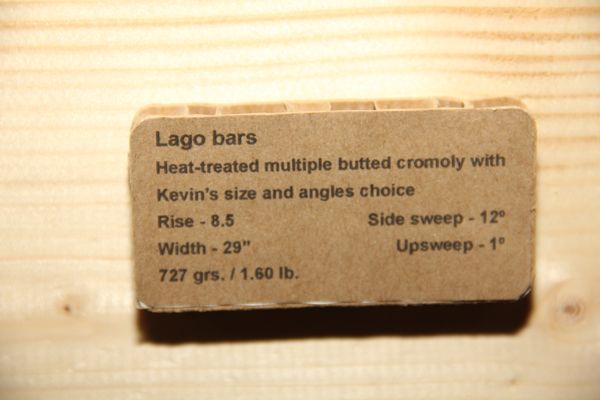 Lago bars
Heat-treated multiple butted cromoly with
Kevin's size and angles choice
Rise - 8.5 Side sweep - 12º
Width - 29" Upsweep - 1º
727 grs. / 1.60 lb.